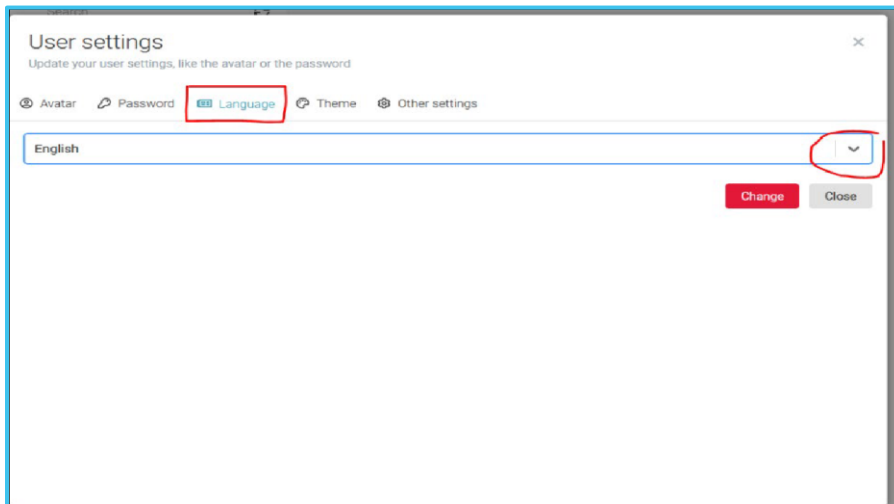 User settings
Update your user settings, like the avatar or the password
Avatar Password Language Theme Other settings
English
Change Close